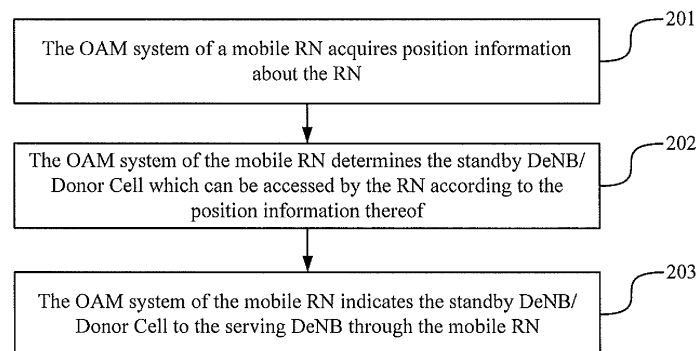 201
The OAM system of a mobile RN acquires position information
about the RN
202
The OAM system of the mobile RN determines the standby DeNB/
Donor Cell which can be accessed by the RN according to the
position information thereof
203
The OAM system of the mobile RN indicates the standby DeNB/
Donor Cell to the serving DeNB through the mobile RN